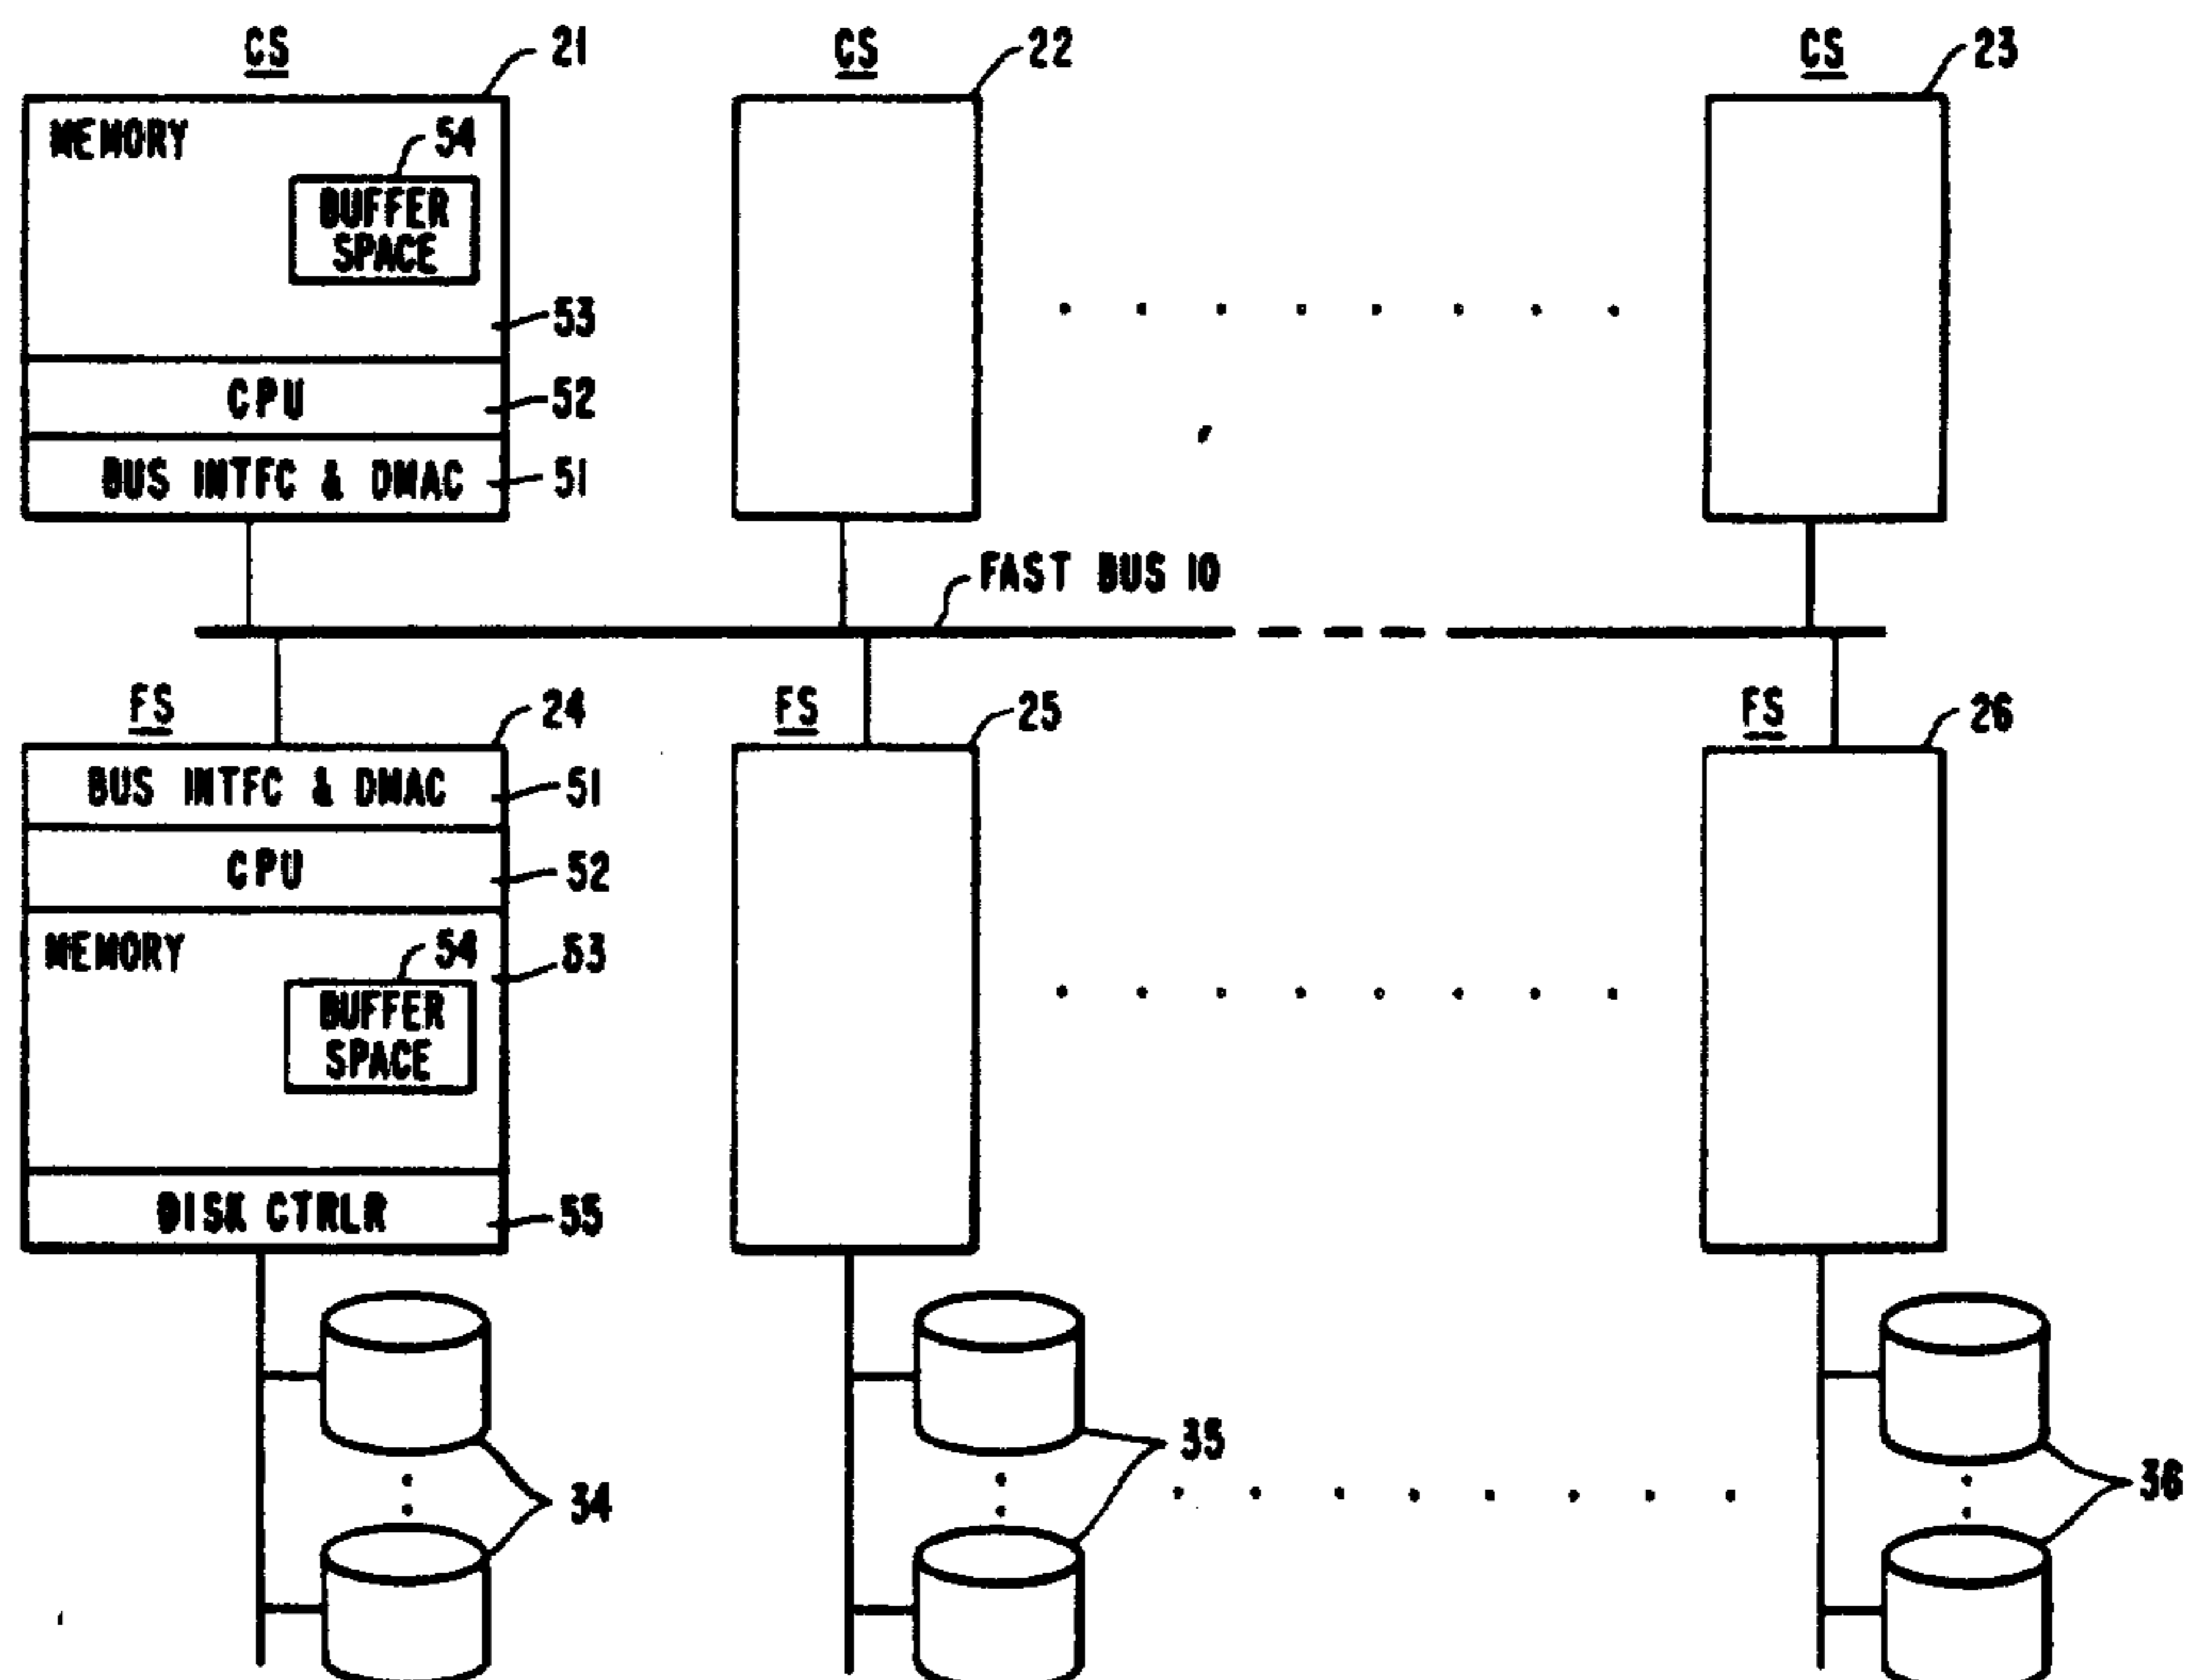 CS 21 CS 22 CS 23
MEMORY 54
BUFFER
SPACE
53
CPU 52
BUS INTFC & DMAC 51
FAST BUS 10
FS 24 FS 25 FS 26
BUS INTFC & DMAC 51
CPU 52
MEMORY 54 53
BUFFER
SPACE
DISK CTRLR 55
34 35 36